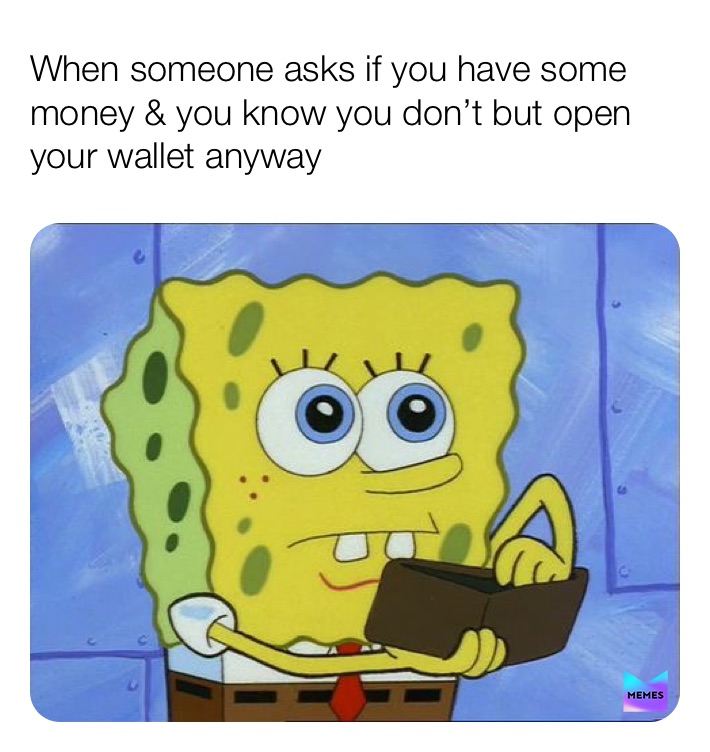 When someone asks if you have some
money & you know you don’t but open
your wallet anyway
MEMES